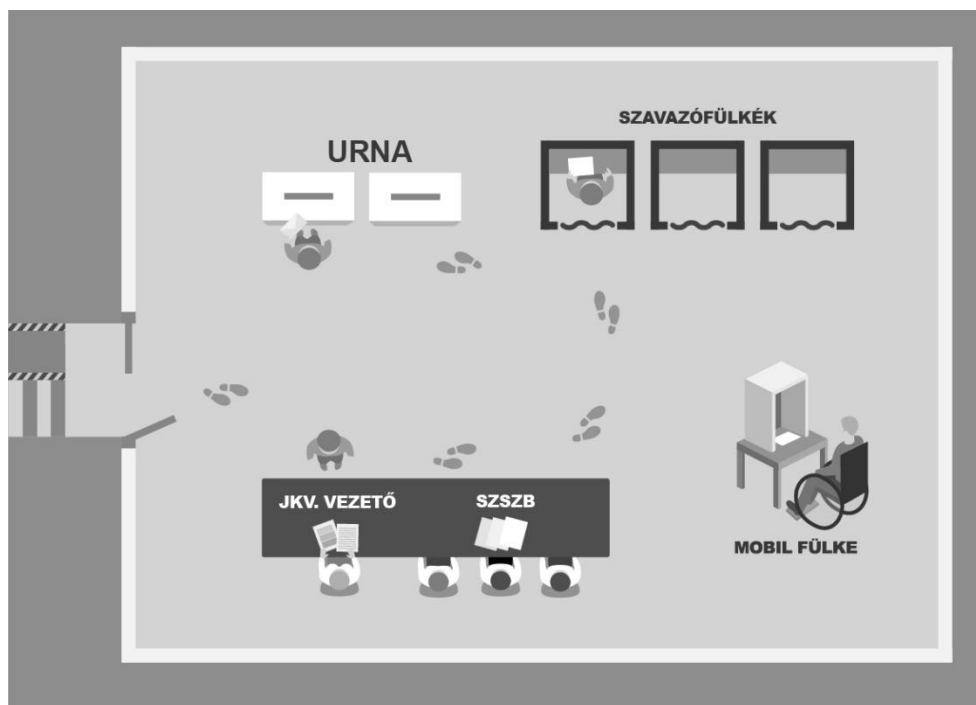 SZAVAZÓFÜLKÉK
URNA
JKV. VEZETŐ
SZSZB
MOBIL FÜLKE